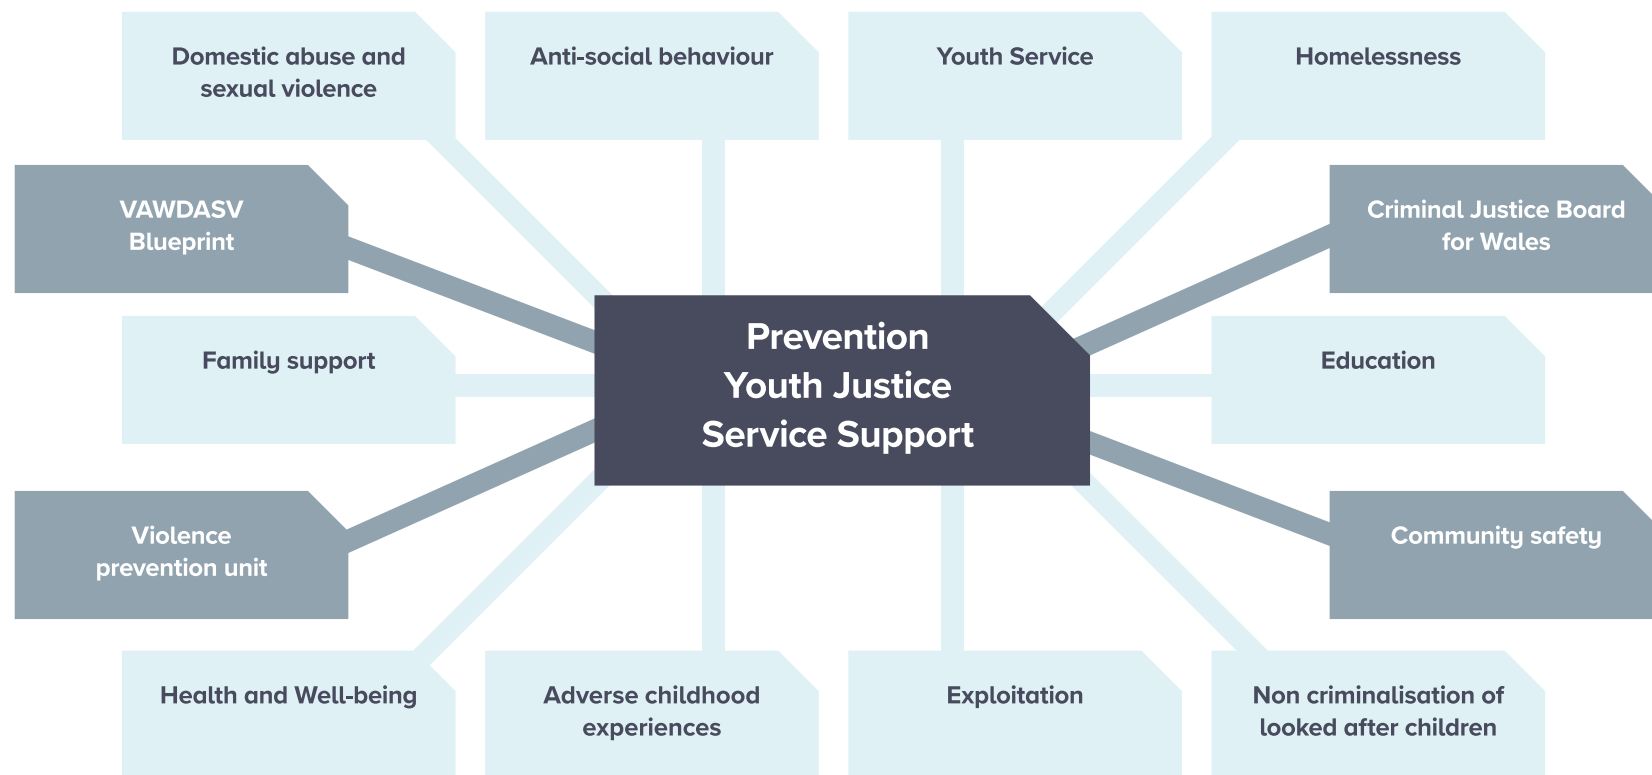 Domestic abuse and
sexual violence
Anti-social behaviour
Youth Service
Homelessness
VAWDASV
Blueprint
Criminal Justice Board
for Wales
Prevention
Youth Justice
Service Support
Family support
Education
Violence
prevention unit
Community safety
Health and Well-being
Adverse childhood
experiences
Exploitation
Non criminalisation of
looked after children